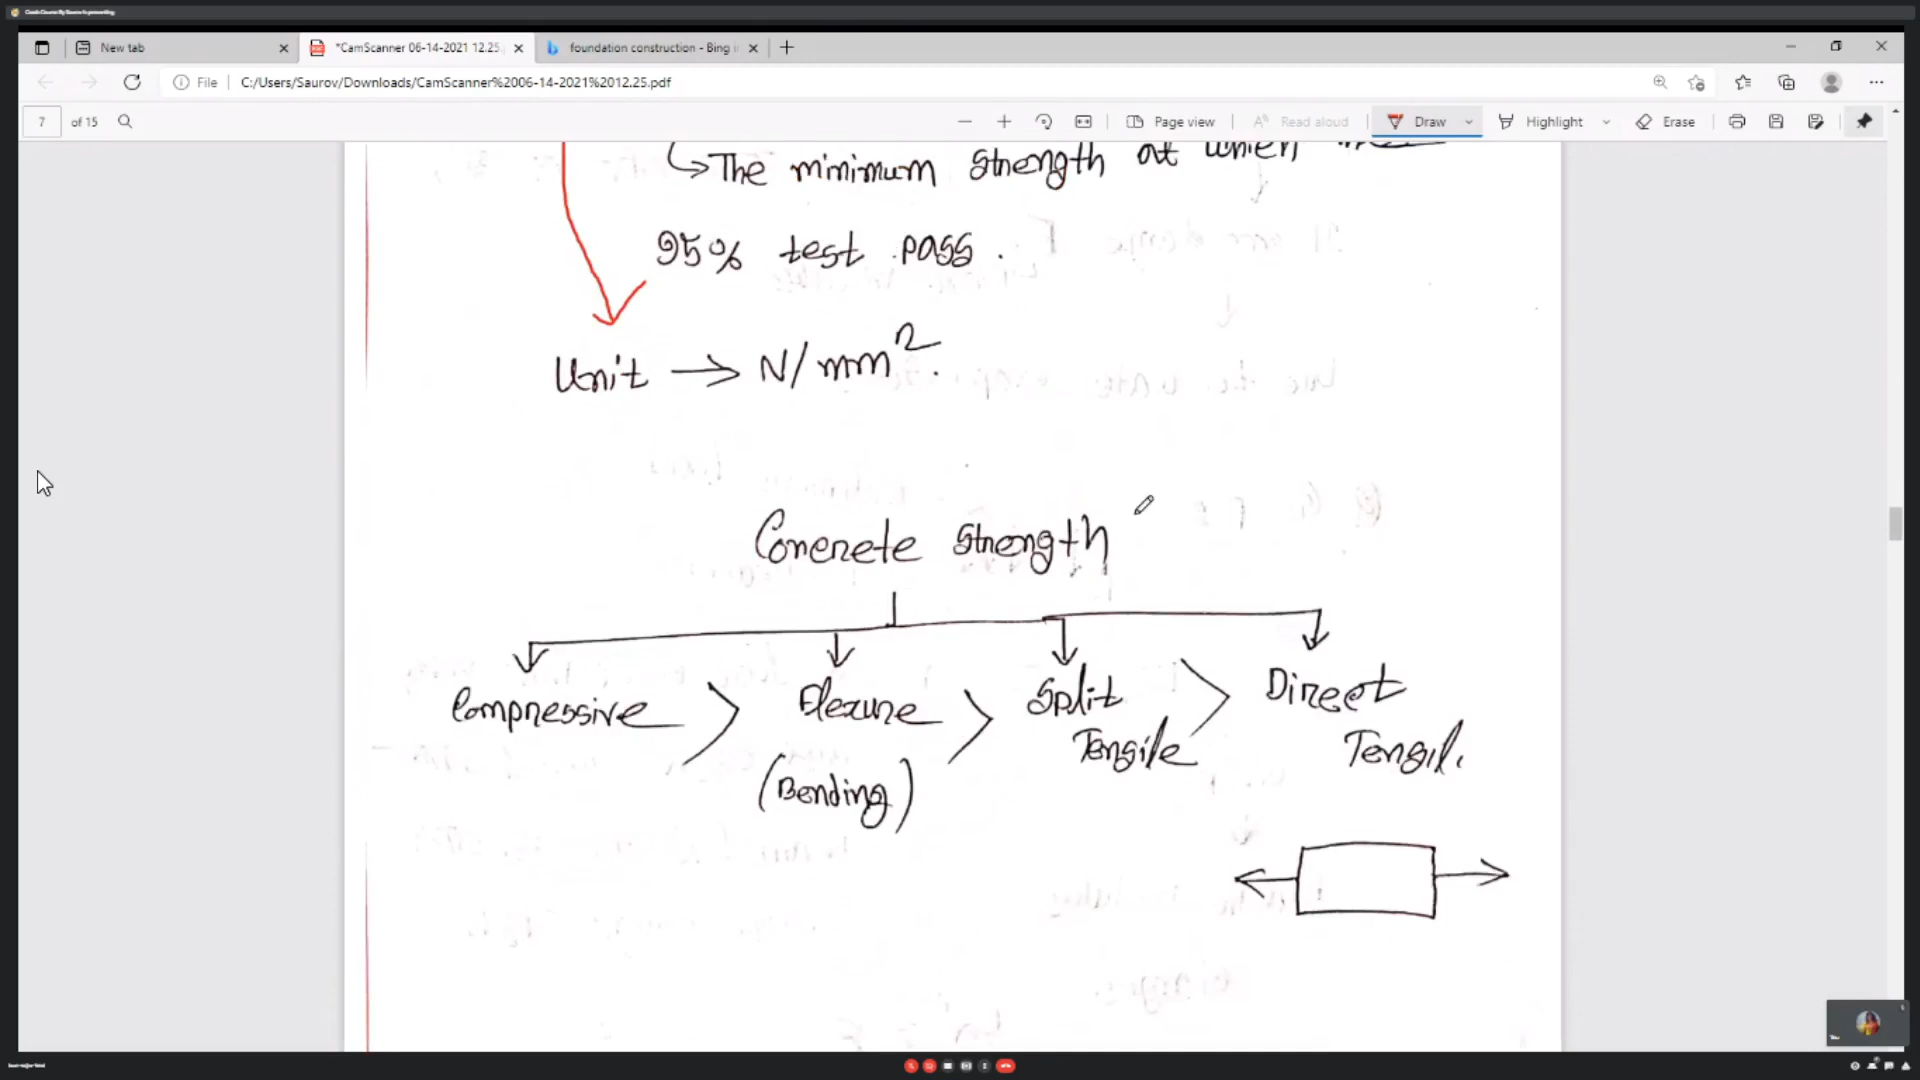 New tab
*CamScanner 06-14-2021 12.25.
foundation construction - Bing i
File
C:/Users/Saurov/Downloads/CamScanner%2006-14-2021%2012.25.pdf
7 of 15
Page view
Read aloud
Draw
Highlight
Erase
The minimum strength at which
95% test pass.
Unit → N/mm².
Concrete strength
Compressive > Flexure > Split > Direct
Tensile Tensil.
(Bending)